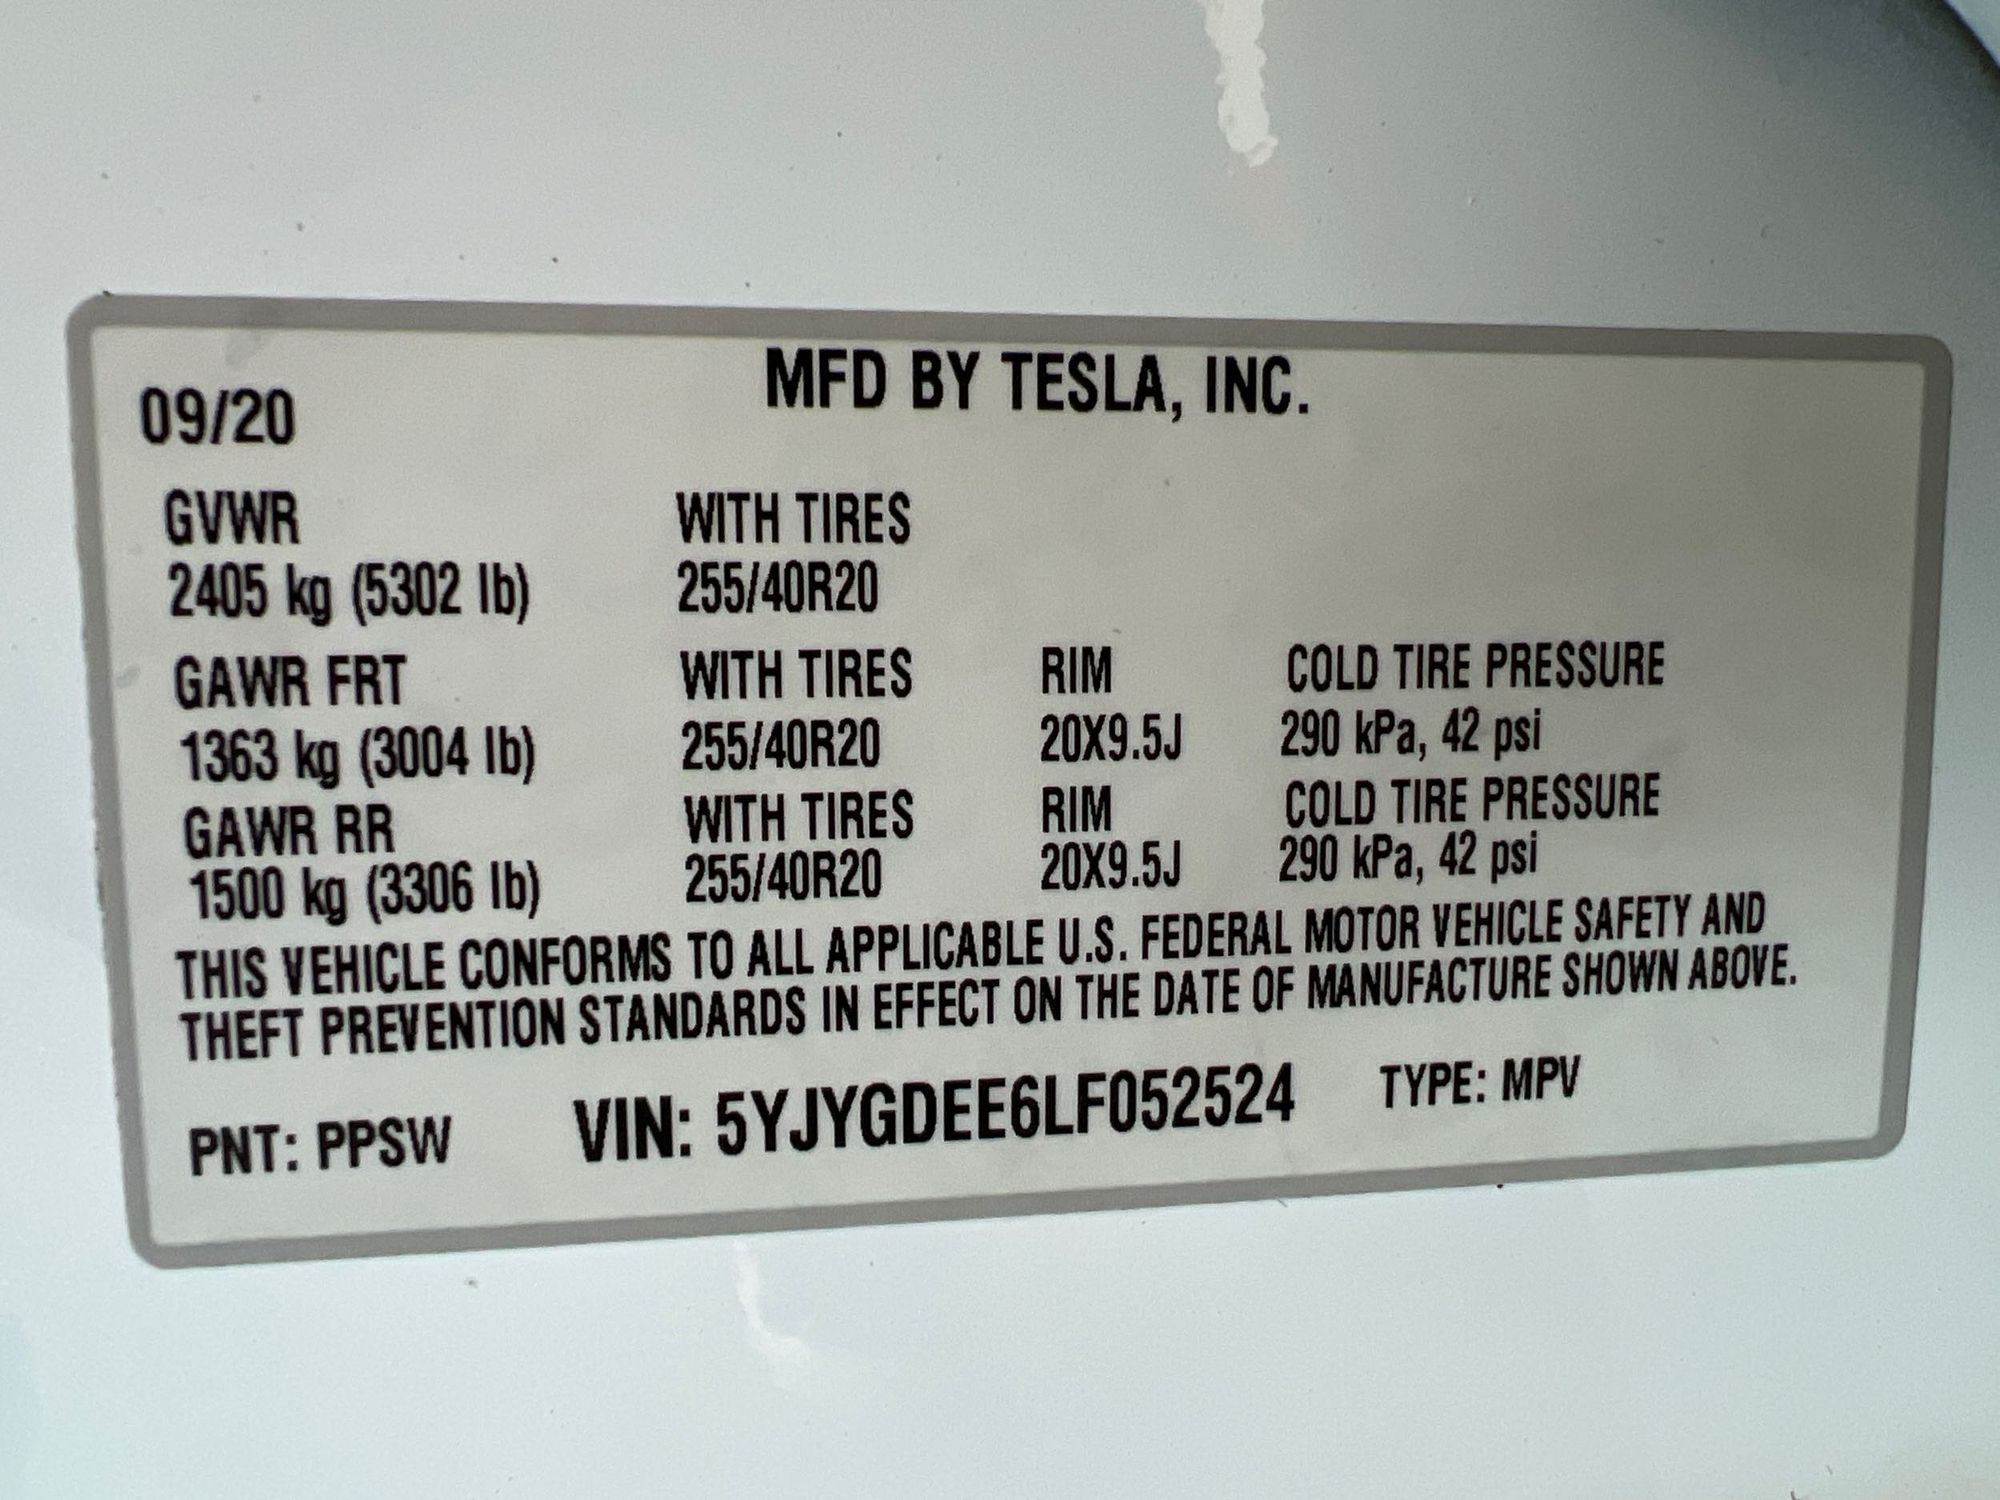 MFD BY TESLA, INC.
09/20
GVWR WITH TIRES
2405 kg (5302 lb) 255/40R20
GAWR FRT WITH TIRES RIM COLD TIRE PRESSURE
1363 kg (3004 lb) 255/40R20 20X9.5J 290 kPa, 42 psi
GAWR RR WITH TIRES RIM COLD TIRE PRESSURE
1500 kg (3306 lb) 255/40R20 20X9.5J 290 kPa, 42 psi
THIS VEHICLE CONFORMS TO ALL APPLICABLE U.S. FEDERAL MOTOR VEHICLE SAFETY AND
THEFT PREVENTION STANDARDS IN EFFECT ON THE DATE OF MANUFACTURE SHOWN ABOVE.
PNT: PPSW VIN: 5YJYGDEE6LF052524 TYPE: MPV